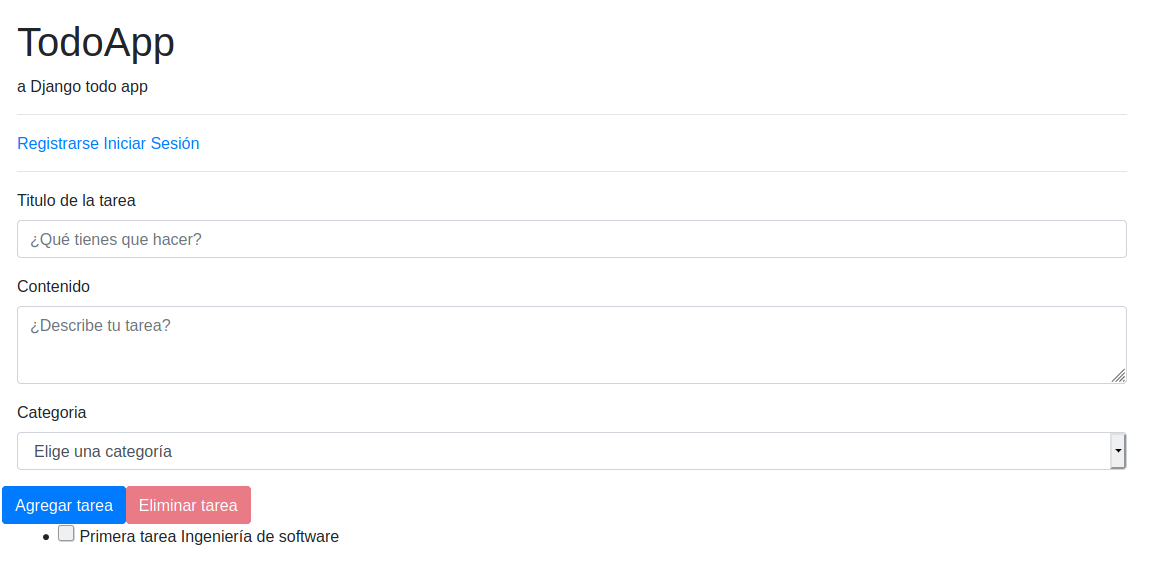 TodoApp
a Django todo app
Registrarse Iniciar Sesión
Titulo de la tarea
¿Qué tienes que hacer?
Contenido
¿Describe tu tarea?
Categoria
Elige una categoría
Agregar tarea Eliminar tarea
Primera tarea Ingeniería de software